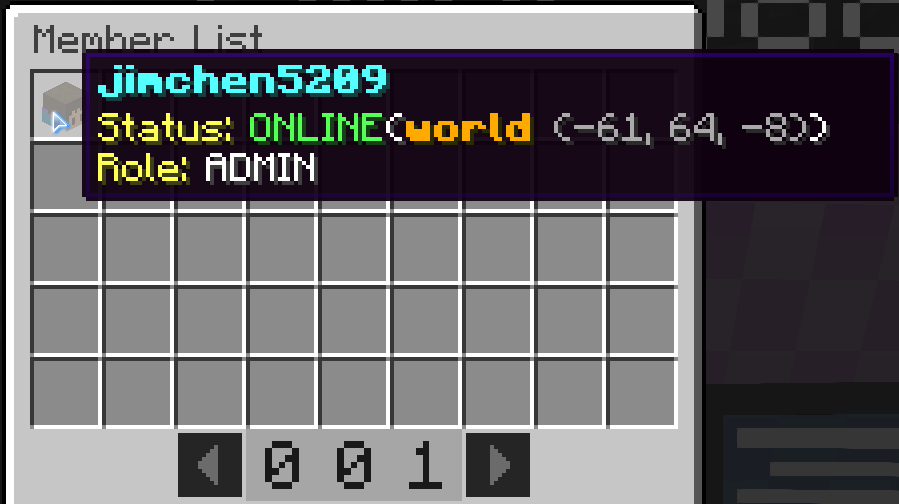 Member List
jimchen5209
Status: ONLINE(world (-61, 64, -8))
Role: ADMIN
0 0 1